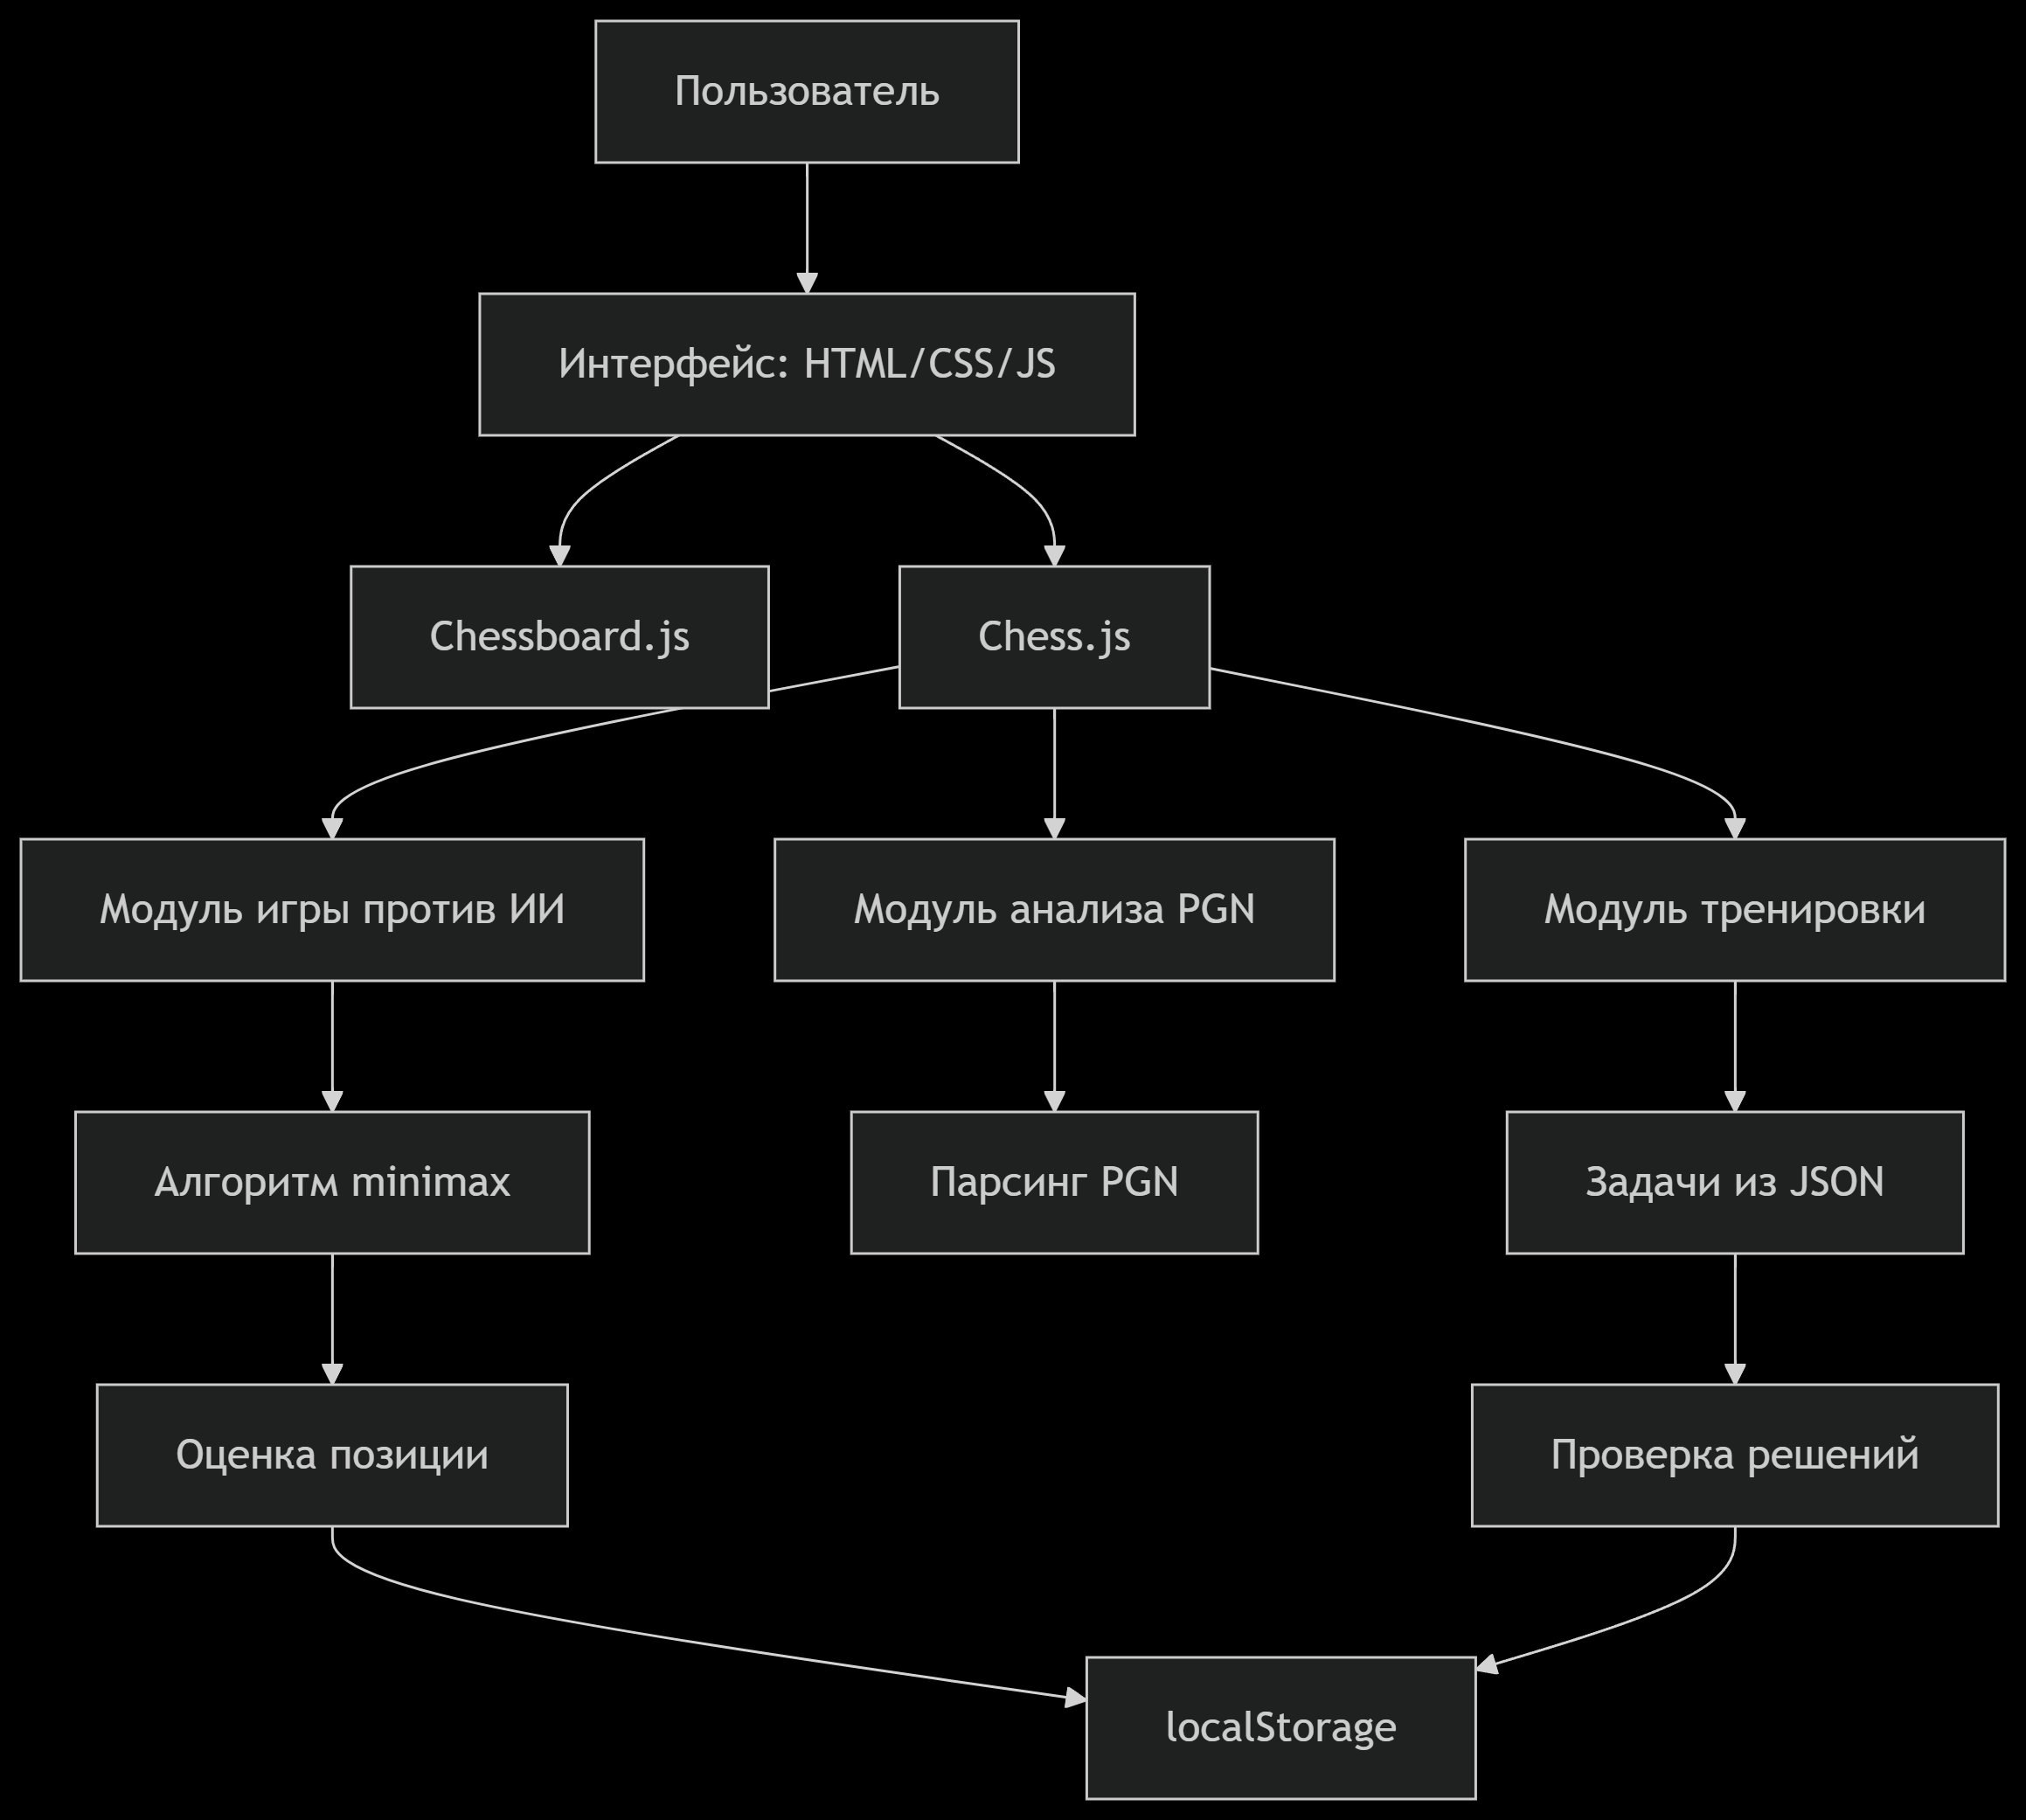 Пользователь
Интерфейс: HTML/CSS/JS
Chessboard.js
Chess.js
Модуль игры против ИИ
Модуль анализа PGN
Модуль тренировки
Алгоритм minimax
Парсинг PGN
Задачи из JSON
Оценка позиции
Проверка решений
localStorage